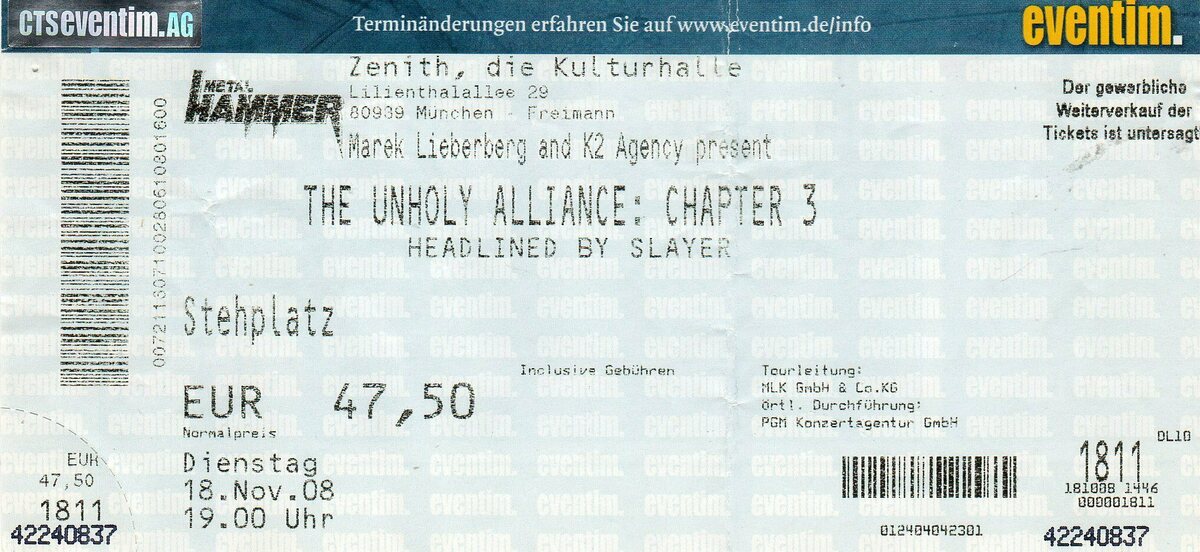 ctseventim.AG
Terminänderungen erfahren Sie auf www.eventim.de/info
eventim.
Zenith, die Kulturhalle
METAL HAMMER
Lilienthalallee 29
80939 München - Freimann
Marek Lieberberg and K2 Agency present
Der gewerbliche
Weiterverkauf der
Tickets ist untersagt
THE UNHOLY ALLIANCE: CHAPTER 3
HEADLINED BY SLAYER
Stehplatz
Inclusive Gebühren
EUR 47,50
Normalpreis
Dienstag
18.Nov.08
19.00 Uhr
Tourleitung:
MLK GmbH & Co.KG
örtl. Durchführung:
PGM Konzertagentur GmbH
EUR
47,50
1811
42240837
012404042301
DL10
1811
181008 1446
000001811
42240837